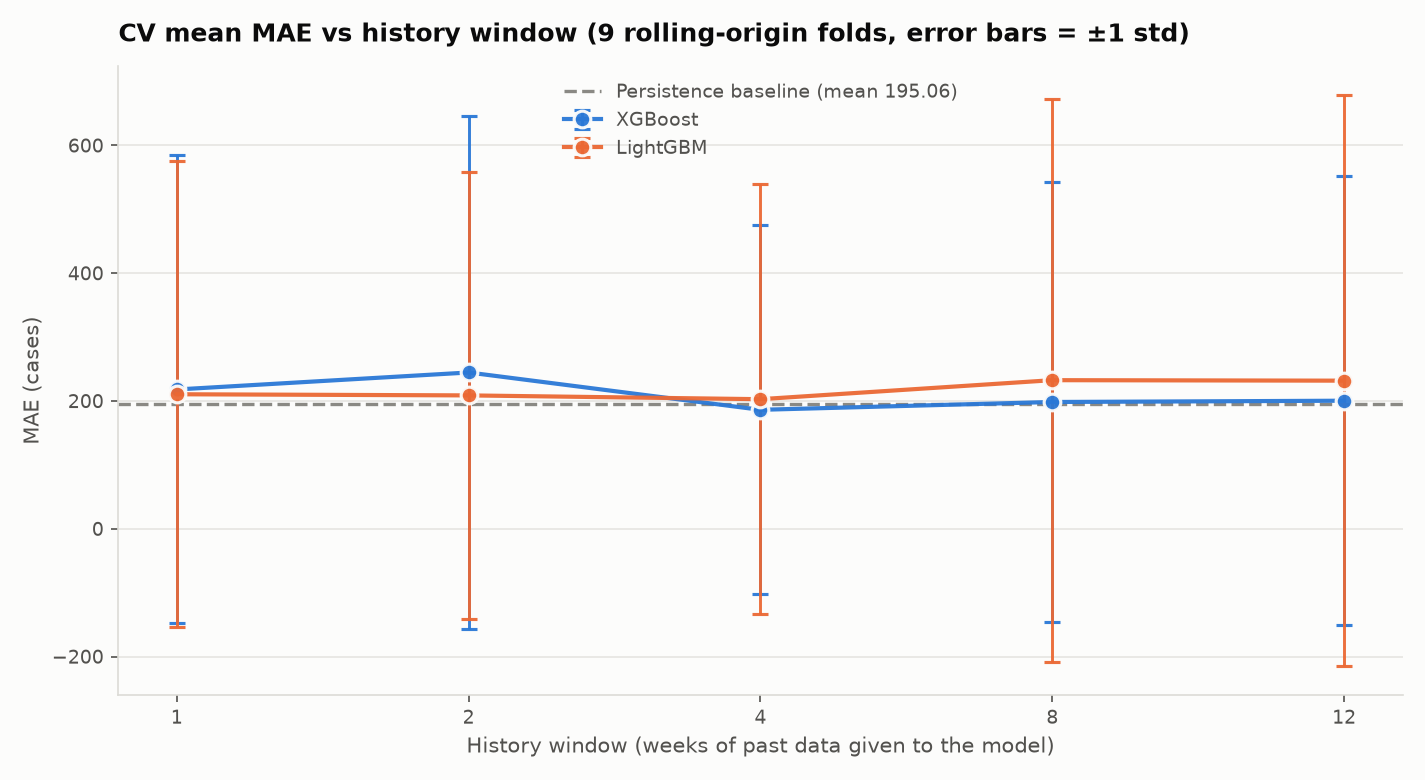 CV mean MAE vs history window (9 rolling-origin folds, error bars = ±1 std)
Persistence baseline (mean 195.06)
XGBoost
LightGBM
MAE (cases)
600
400
200
0
−200
1 2 4 8 12
History window (weeks of past data given to the model)